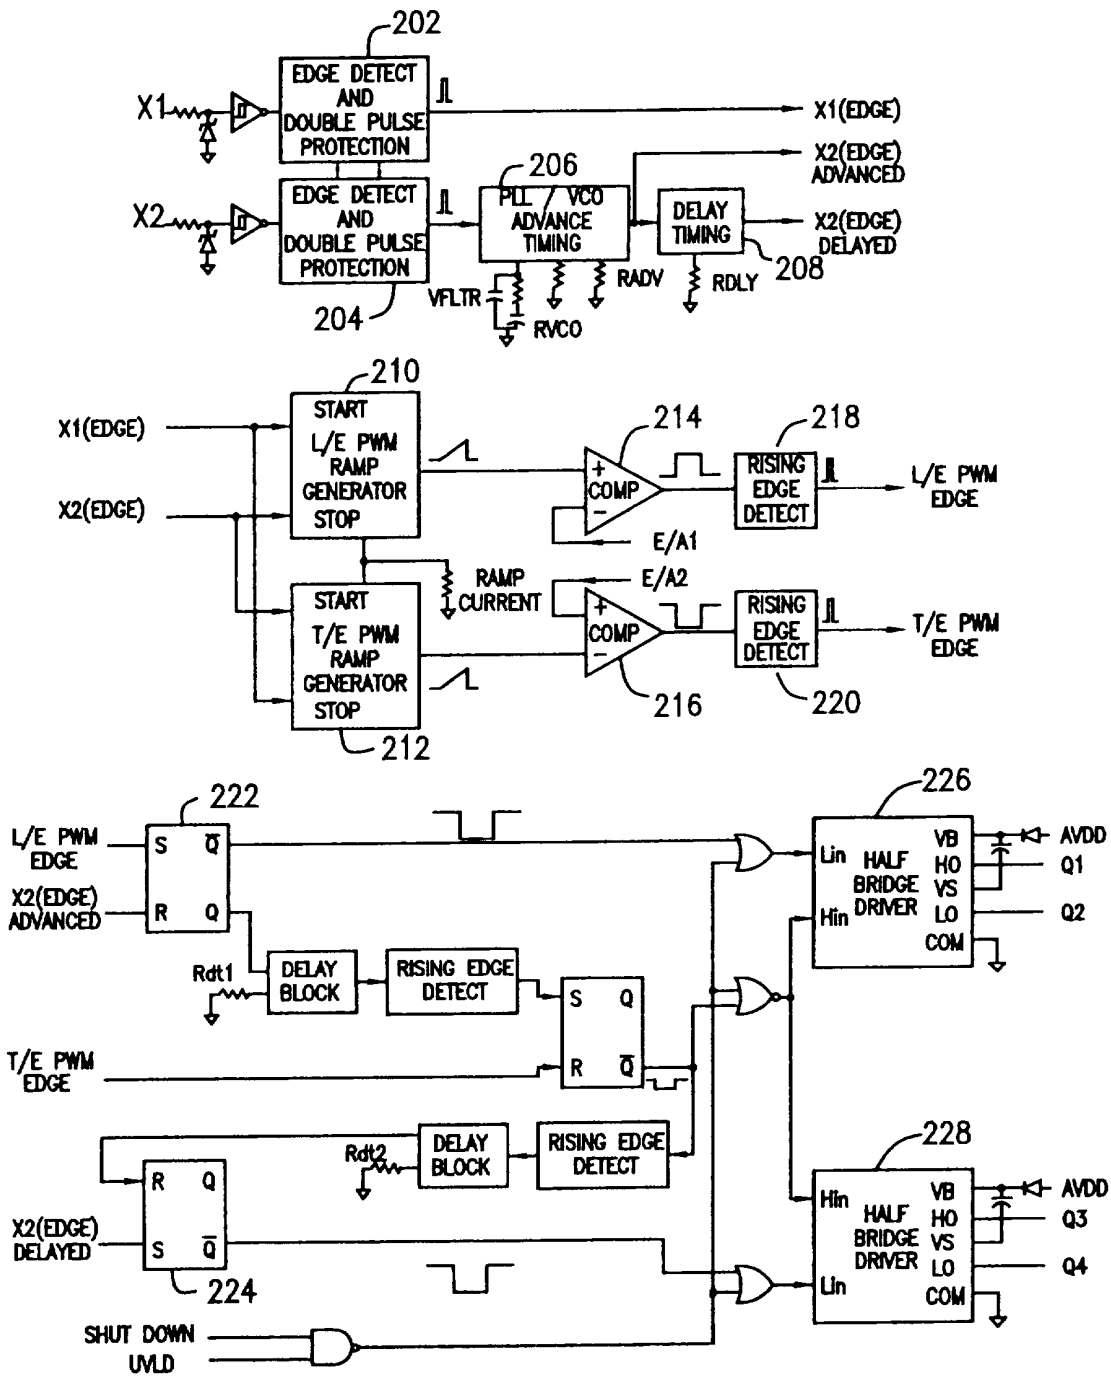 202
EDGE DETECT
AND
DOUBLE PULSE
PROTECTION
X1
X1(EDGE)
X2(EDGE)
ADVANCED
206
EDGE DETECT
AND
DOUBLE PULSE
PROTECTION
X2
PLL / VCO
ADVANCE
TIMING
DELAY
TIMING
X2(EDGE)
DELAYED
208
204
VFLTR
RVCO
RADV
RDLY
210
X1(EDGE)
START
L/E PWM
RAMP
GENERATOR
STOP
X2(EDGE)
214
+
COMP
−
218
RISING
EDGE
DETECT
L/E PWM
EDGE
E/A1
RAMP
CURRENT
E/A2
START
T/E PWM
RAMP
GENERATOR
STOP
212
+
COMP
−
216
RISING
EDGE
DETECT
220
T/E PWM
EDGE
222
L/E PWM
EDGE
S Q̅
X2(EDGE)
ADVANCED
R Q
226
Lin
Hin
HALF
BRIDGE
DRIVER
VB
HO
VS
LO
COM
AVDD
Q1
Q2
Rdt1
DELAY
BLOCK
RISING EDGE
DETECT
S Q
R Q̅
T/E PWM
EDGE
Rdt2
DELAY
BLOCK
RISING EDGE
DETECT
228
R Q
X2(EDGE)
DELAYED
S Q̅
224
Hin
Lin
HALF
BRIDGE
DRIVER
VB
HO
VS
LO
COM
AVDD
Q3
Q4
SHUT DOWN
UVLD